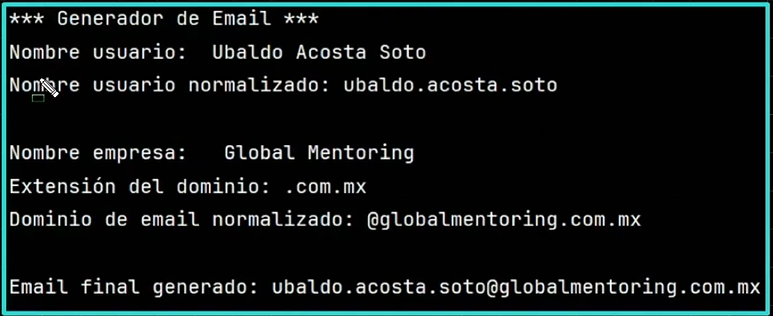 *** Generador de Email ***
Nombre usuario:  Ubaldo Acosta Soto
Nombre usuario normalizado: ubaldo.acosta.soto
Nombre empresa:   Global Mentoring
Extensión del dominio: .com.mx
Dominio de email normalizado: @globalmentoring.com.mx
Email final generado: ubaldo.acosta.soto@globalmentoring.com.mx